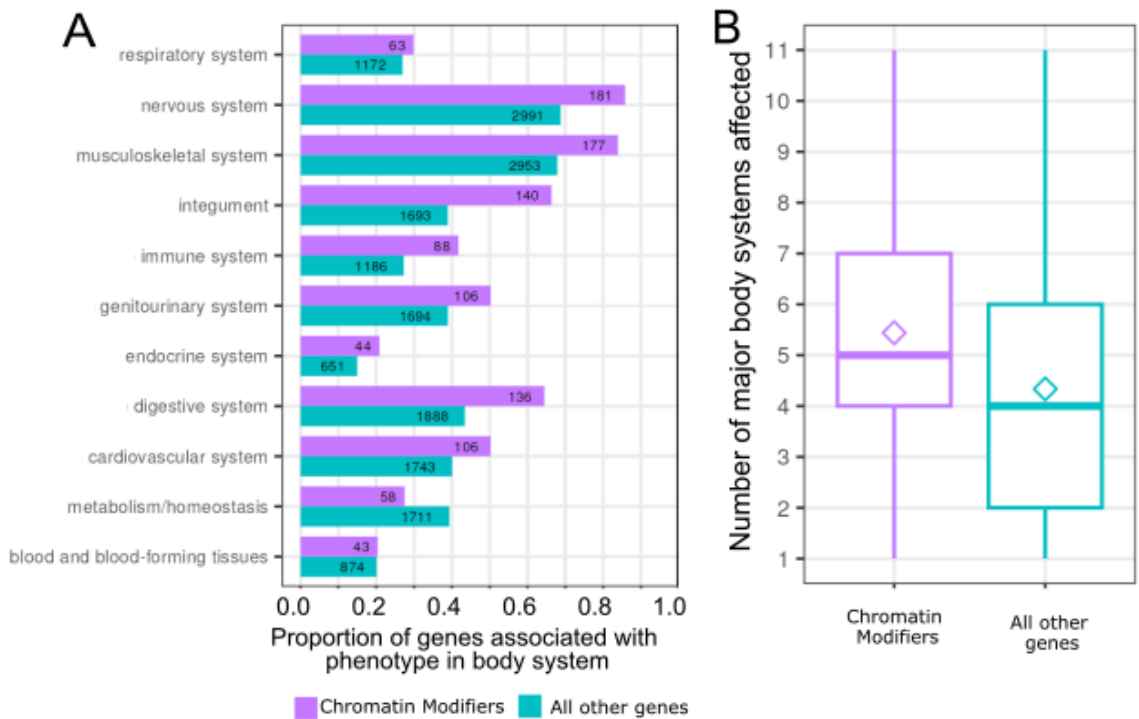 A
respiratory system
63
1172
nervous system
181
2991
musculoskeletal system
177
2953
integument
140
1693
immune system
88
1186
genitourinary system
106
1694
endocrine system
44
651
digestive system
136
1888
cardiovascular system
106
1743
metabolism/homeostasis
58
1711
blood and blood-forming tissues
43
874
0.0 0.2 0.4 0.6 0.8 1.0
Proportion of genes associated with
phenotype in body system
Chromatin Modifiers All other genes
B
Number of major body systems affected
11
10
9
8
7
6
5
4
3
2
1
Chromatin
Modifiers
All other
genes